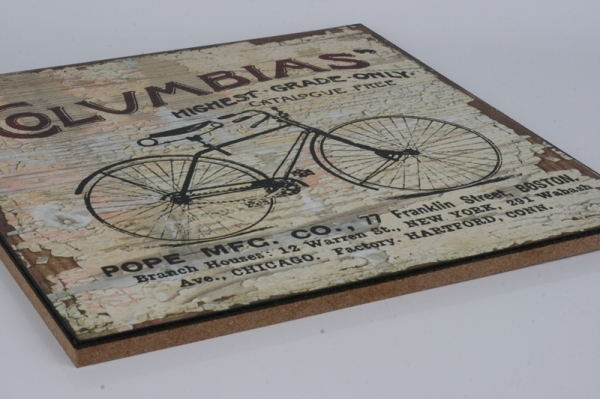 COLUMBIAS
HIGHEST-GRADE-ONLY.
CATALOGUE FREE
POPE MFG. CO., 77 Franklin Street, BOSTON.
Branch Houses: 12 Warren St., NEW YORK, 291 Wabash
Ave., CHICAGO. Factory. HARTFORD, CONN.